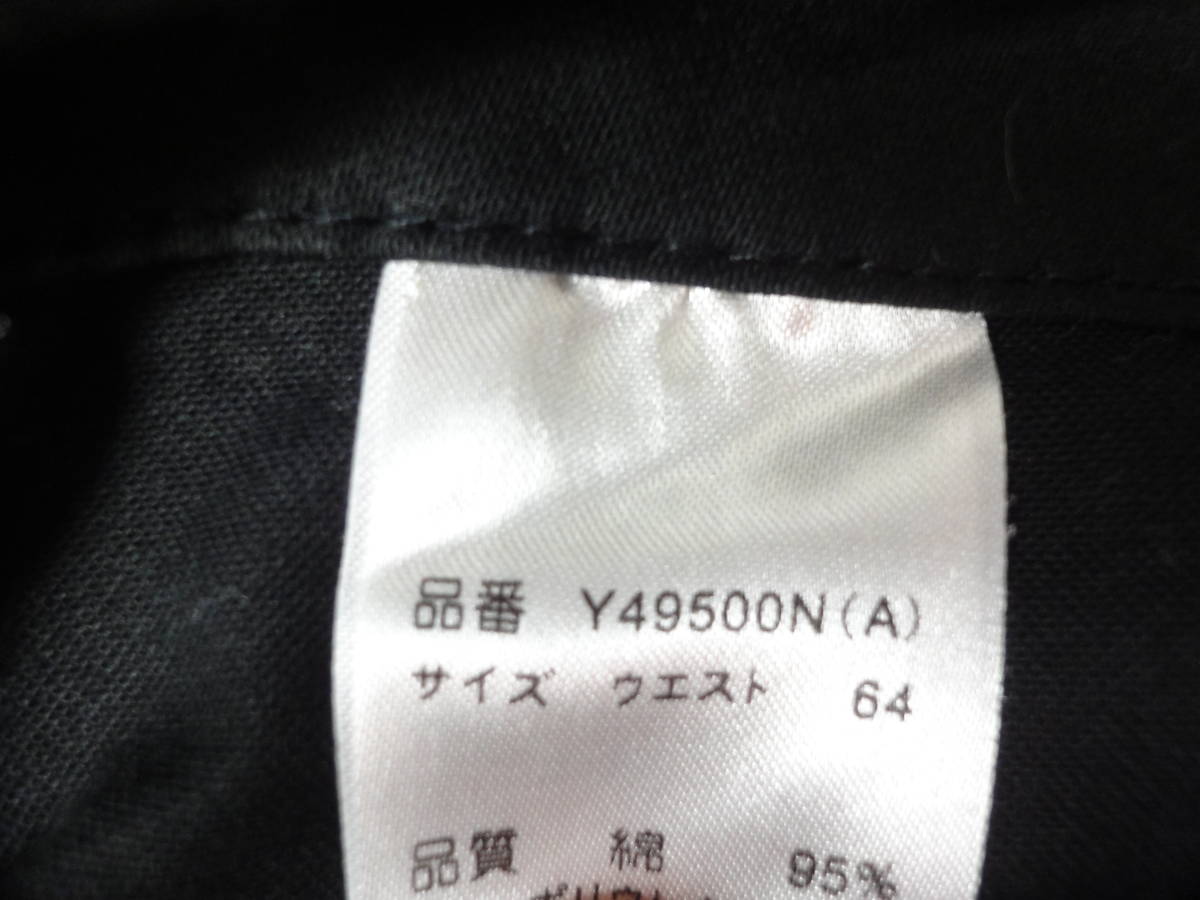 品番 Y49500N(A)
サイズ ウエスト 64
品質 綿 95%